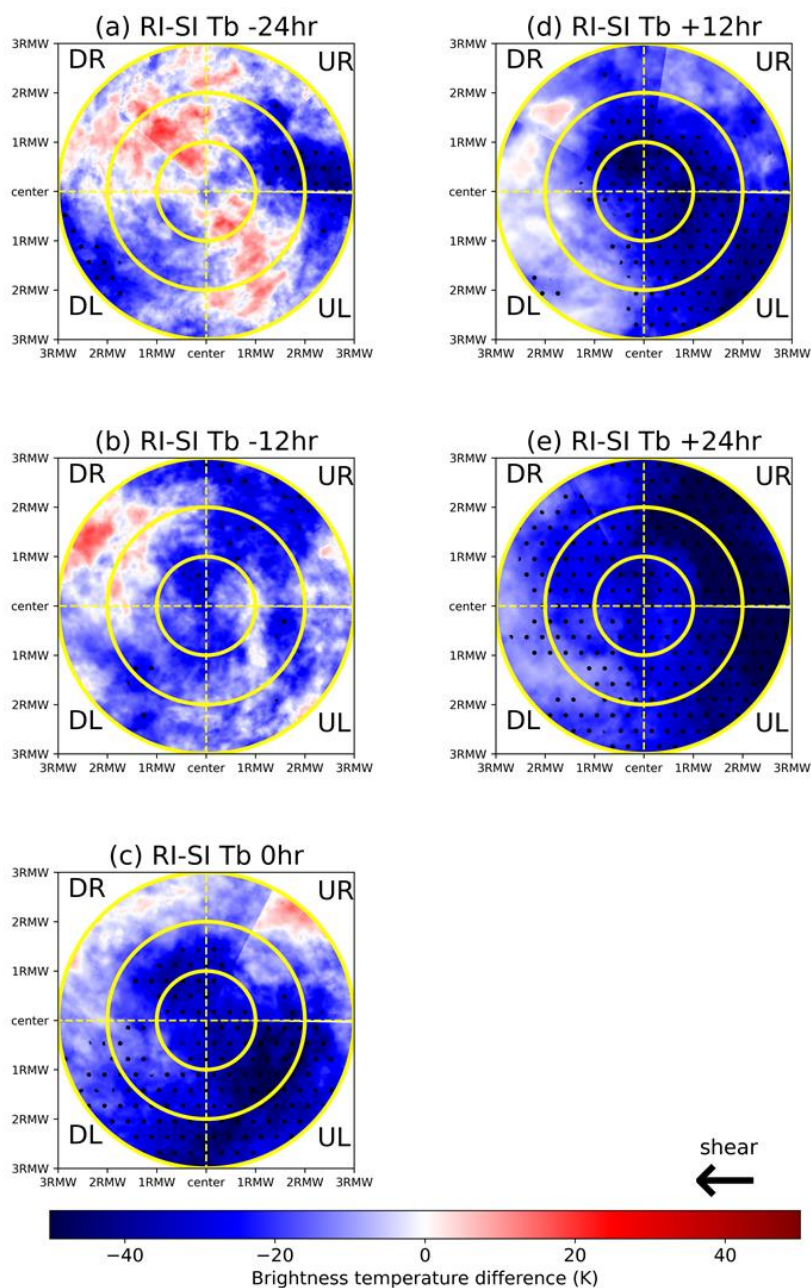 (a) RI-SI Tb -24hr
DR UR
3RMW
2RMW
1RMW
center
1RMW
2RMW
3RMW
DL UL
3RMW 2RMW 1RMW center 1RMW 2RMW 3RMW
(d) RI-SI Tb +12hr
DR UR
3RMW
2RMW
1RMW
center
1RMW
2RMW
3RMW
DL UL
3RMW 2RMW 1RMW center 1RMW 2RMW 3RMW
(b) RI-SI Tb -12hr
DR UR
3RMW
2RMW
1RMW
center
1RMW
2RMW
3RMW
DL UL
3RMW 2RMW 1RMW center 1RMW 2RMW 3RMW
(e) RI-SI Tb +24hr
DR UR
3RMW
2RMW
1RMW
center
1RMW
2RMW
3RMW
DL UL
3RMW 2RMW 1RMW center 1RMW 2RMW 3RMW
(c) RI-SI Tb 0hr
DR UR
3RMW
2RMW
1RMW
center
1RMW
2RMW
3RMW
DL UL
3RMW 2RMW 1RMW center 1RMW 2RMW 3RMW
shear
−40 −20 0 20 40
Brightness temperature difference (K)